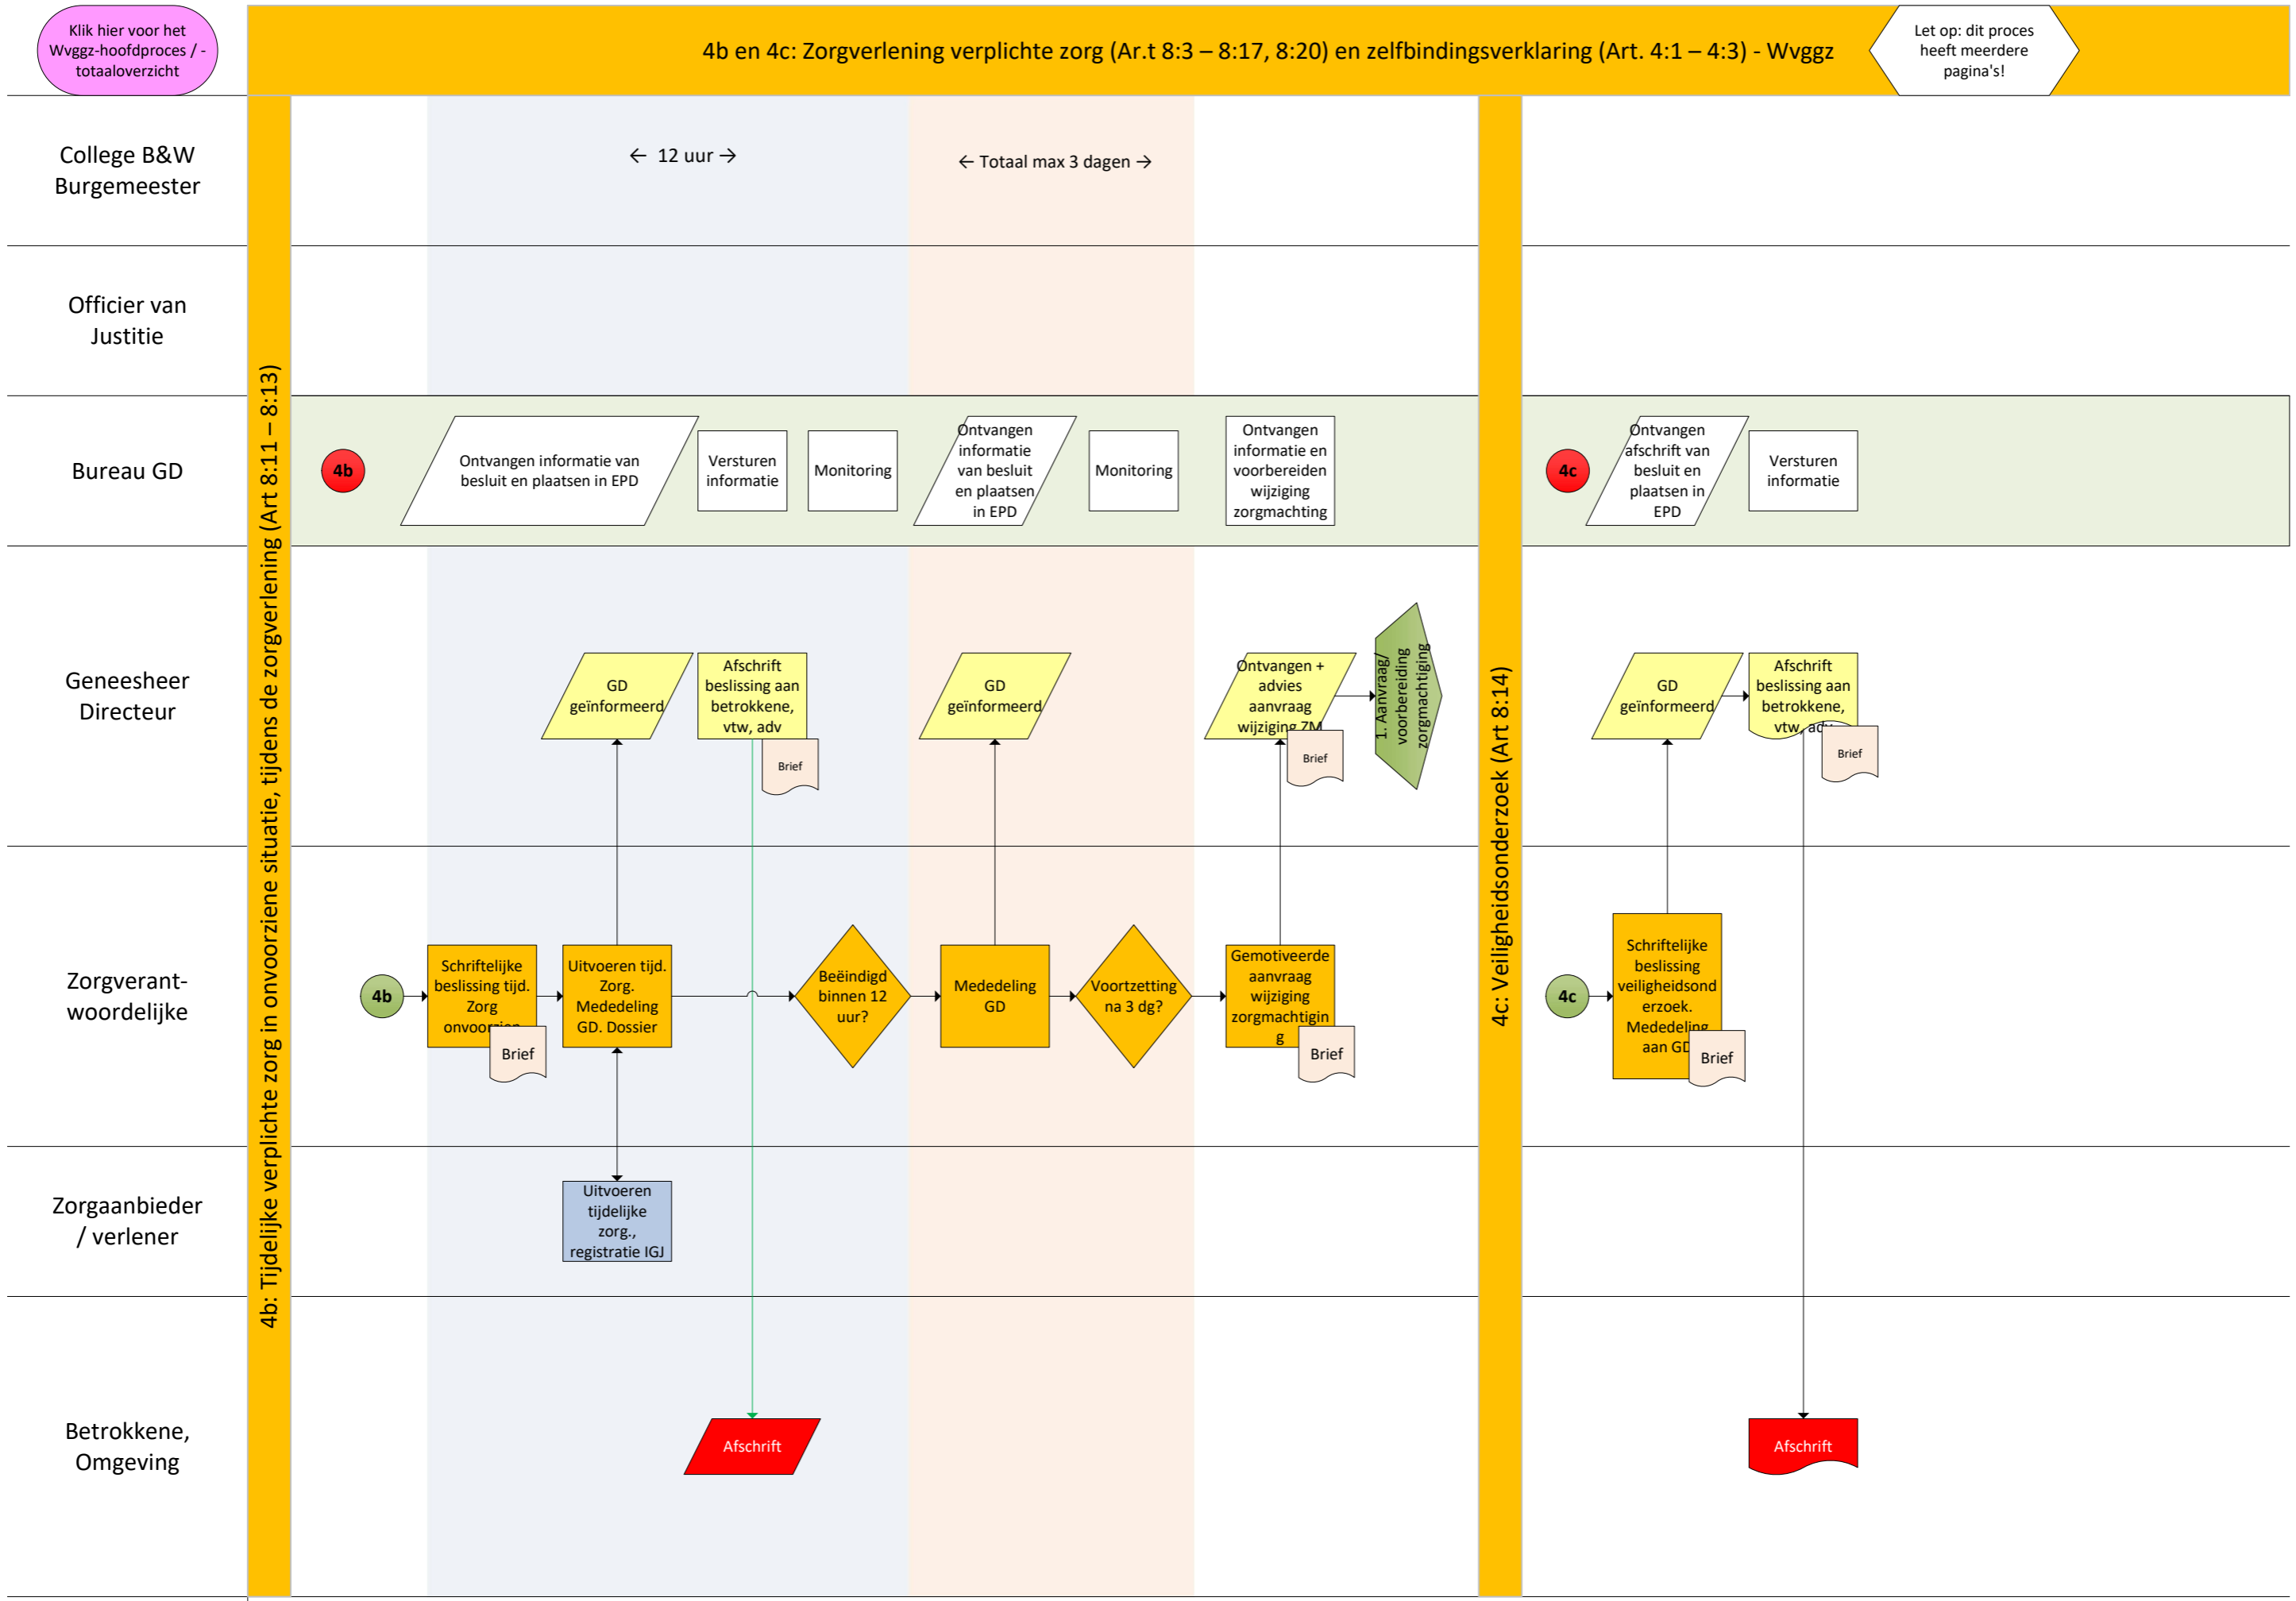 Klik hier voor het
Wvggz-hoofdproces / -
totaaloverzicht
4b en 4c: Zorgverlening verplichte zorg (Ar.t 8:3 – 8:17, 8:20) en zelfbindingsverklaring (Art. 4:1 – 4:3) - Wvggz
Let op: dit proces
heeft meerdere
pagina's!
College B&W
Burgemeester
← 12 uur →
← Totaal max 3 dagen →
Officier van
Justitie
4b: Tijdelijke verplichte zorg in onvoorziene situatie, tijdens de zorgverlening (Art 8:11 – 8:13)
4c: Veiligheidsonderzoek (Art 8:14)
Bureau GD
4b
Ontvangen informatie van
besluit en plaatsen in EPD
Versturen
informatie
Monitoring
Ontvangen
informatie
van besluit
en plaatsen
in EPD
Monitoring
Ontvangen
informatie en
voorbereiden
wijziging
zorgmachting
4c
Ontvangen
afschrift van
besluit en
plaatsen in
EPD
Versturen
informatie
Geneesheer
Directeur
GD
geïnformeerd
Afschrift
beslissing aan
betrokkene,
vtw, adv
Brief
GD
geïnformeerd
Ontvangen +
advies
aanvraag
wijziging ZM
Brief
1. Aanvraag/
voorbereiding
zorgmachtiging
GD
geïnformeerd
Afschrift
beslissing aan
betrokkene,
vtw, adv
Brief
Zorgverant-
woordelijke
4b
Schriftelijke
beslissing tijd.
Zorg
onvoorzien
Brief
Uitvoeren tijd.
Zorg.
Mededeling
GD. Dossier
Beëindigd
binnen 12
uur?
Mededeling
GD
Voortzetting
na 3 dg?
Gemotiveerde
aanvraag
wijziging
zorgmachtigin
g
Brief
4c
Schriftelijke
beslissing
veiligheidsond
erzoek.
Mededeling
aan GD
Brief
Zorgaanbieder
/ verlener
Uitvoeren
tijdelijke
zorg.,
registratie IGJ
Betrokkene,
Omgeving
Afschrift
Afschrift